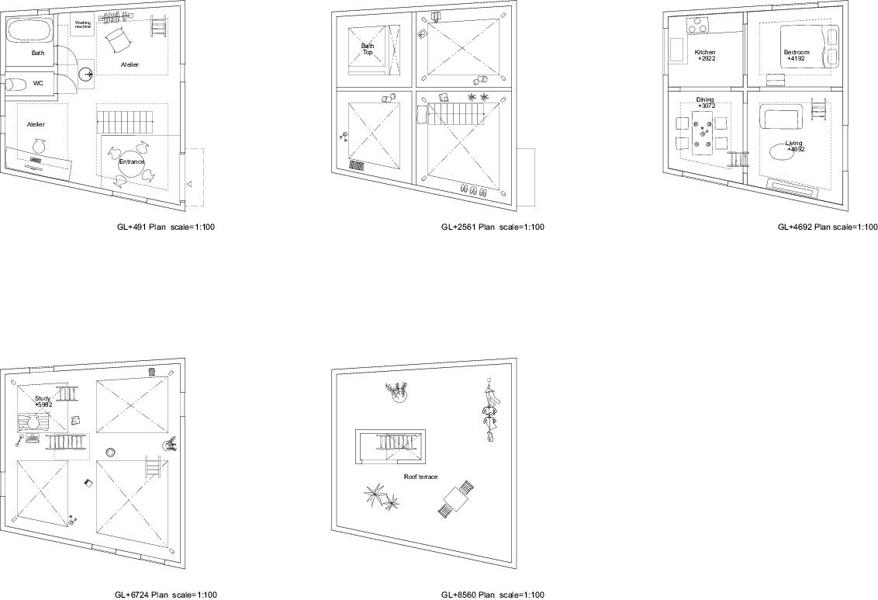 Washing
machine
Bath
Atelier
WC
Atelier
Entrance
GL+491 Plan scale=1:100
Bath
Top
GL+2561 Plan scale=1:100
Kitchen
+2922
Bedroom
+4192
Dining
+3072
Living
+4692
GL+4692 Plan scale=1:100
Study
GL+6724 Plan scale=1:100
Roof terrace
GL+8560 Plan scale=1:100